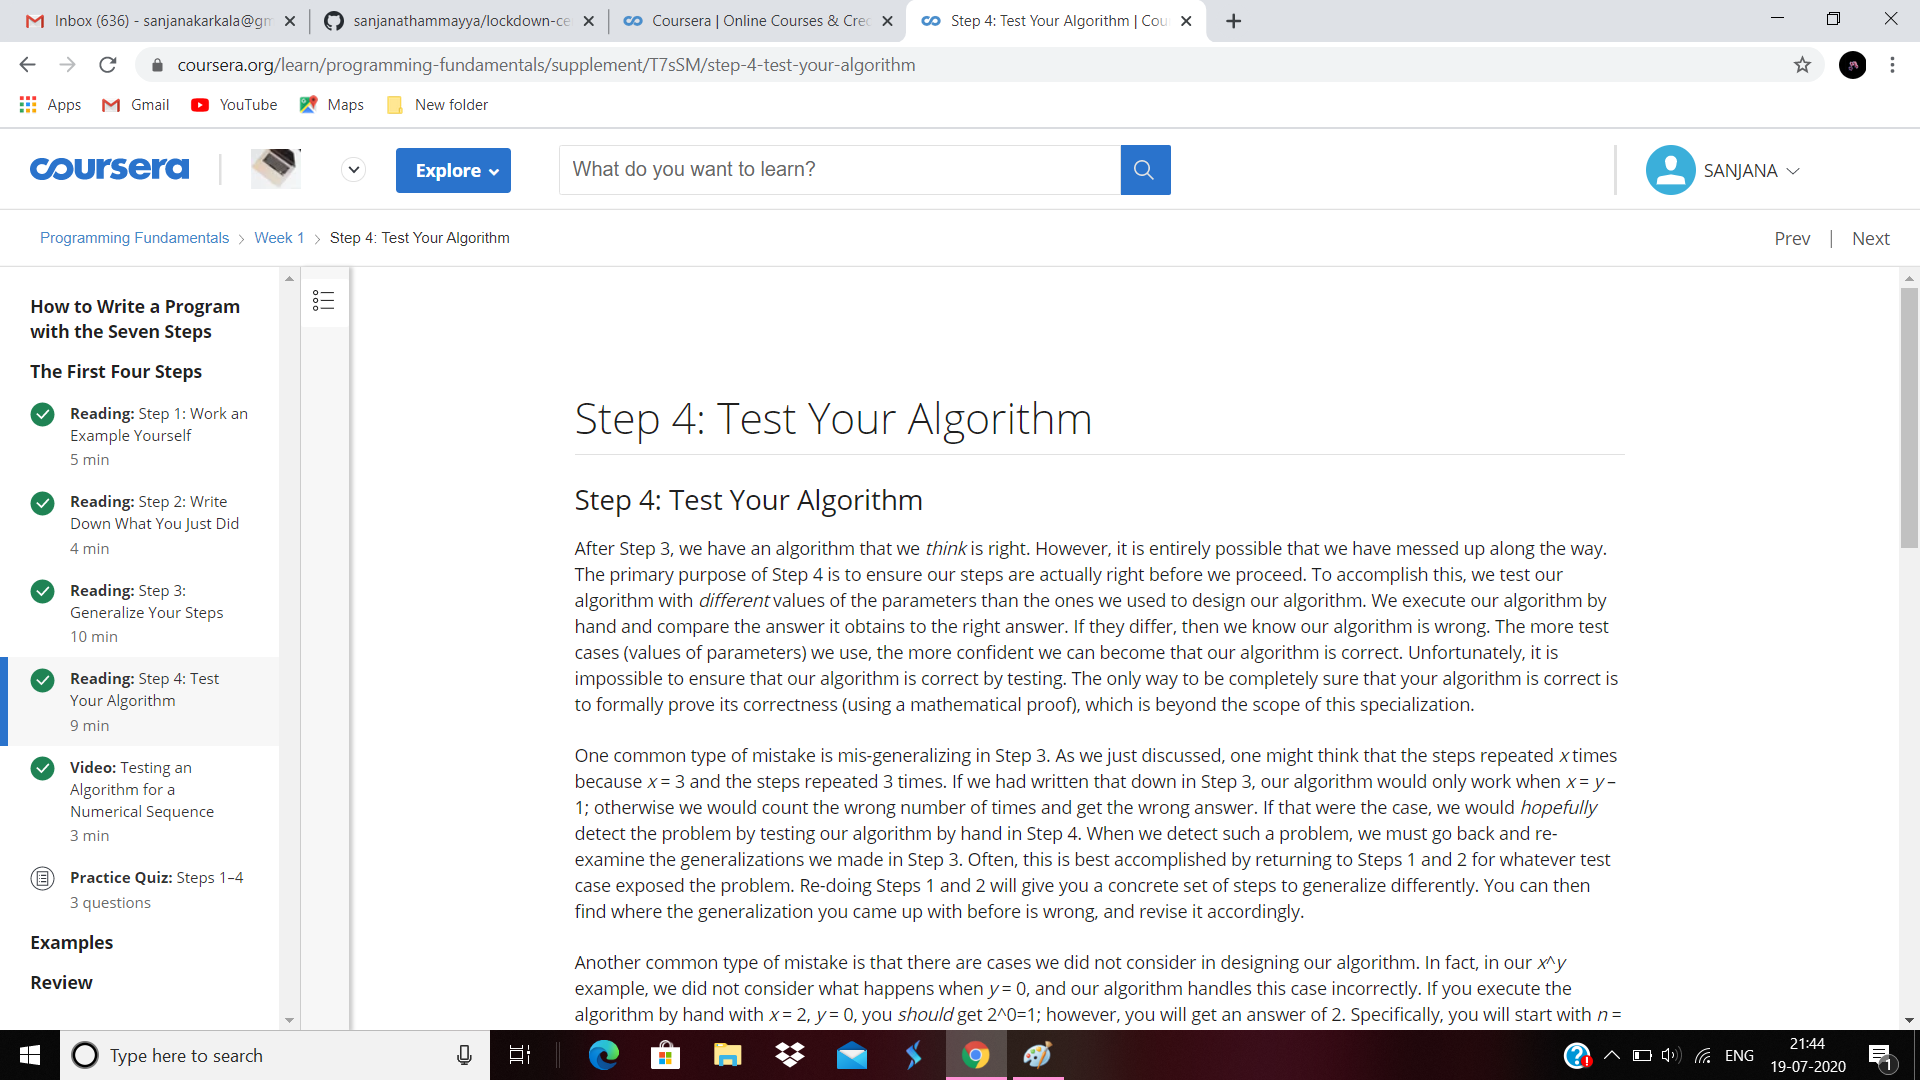 Inbox (636) - sanjanakarkala@gm
sanjanathammayya/lockdown-ce
Coursera | Online Courses & Cred
Step 4: Test Your Algorithm | Cou
coursera.org/learn/programming-fundamentals/supplement/T7sSM/step-4-test-your-algorithm
Apps
Gmail
YouTube
Maps
New folder
coursera
Explore
What do you want to learn?
SANJANA
Programming Fundamentals > Week 1 > Step 4: Test Your Algorithm
Prev | Next
How to Write a Program
with the Seven Steps
The First Four Steps
Reading: Step 1: Work an
Example Yourself
5 min
Reading: Step 2: Write
Down What You Just Did
4 min
Reading: Step 3:
Generalize Your Steps
10 min
Reading: Step 4: Test
Your Algorithm
9 min
Video: Testing an
Algorithm for a
Numerical Sequence
3 min
Practice Quiz: Steps 1–4
3 questions
Examples
Review
Step 4: Test Your Algorithm
Step 4: Test Your Algorithm
After Step 3, we have an algorithm that we think is right. However, it is entirely possible that we have messed up along the way.
The primary purpose of Step 4 is to ensure our steps are actually right before we proceed. To accomplish this, we test our
algorithm with different values of the parameters than the ones we used to design our algorithm. We execute our algorithm by
hand and compare the answer it obtains to the right answer. If they differ, then we know our algorithm is wrong. The more test
cases (values of parameters) we use, the more confident we can become that our algorithm is correct. Unfortunately, it is
impossible to ensure that our algorithm is correct by testing. The only way to be completely sure that your algorithm is correct is
to formally prove its correctness (using a mathematical proof), which is beyond the scope of this specialization.
One common type of mistake is mis-generalizing in Step 3. As we just discussed, one might think that the steps repeated x times
because x = 3 and the steps repeated 3 times. If we had written that down in Step 3, our algorithm would only work when x = y –
1; otherwise we would count the wrong number of times and get the wrong answer. If that were the case, we would hopefully
detect the problem by testing our algorithm by hand in Step 4. When we detect such a problem, we must go back and re-
examine the generalizations we made in Step 3. Often, this is best accomplished by returning to Steps 1 and 2 for whatever test
case exposed the problem. Re-doing Steps 1 and 2 will give you a concrete set of steps to generalize differently. You can then
find where the generalization you came up with before is wrong, and revise it accordingly.
Another common type of mistake is that there are cases we did not consider in designing our algorithm. In fact, in our x^y
example, we did not consider what happens when y = 0, and our algorithm handles this case incorrectly. If you execute the
algorithm by hand with x = 2, y = 0, you should get 2^0=1; however, you will get an answer of 2. Specifically, you will start with n =
Type here to search
ENG
21:44
19-07-2020
1